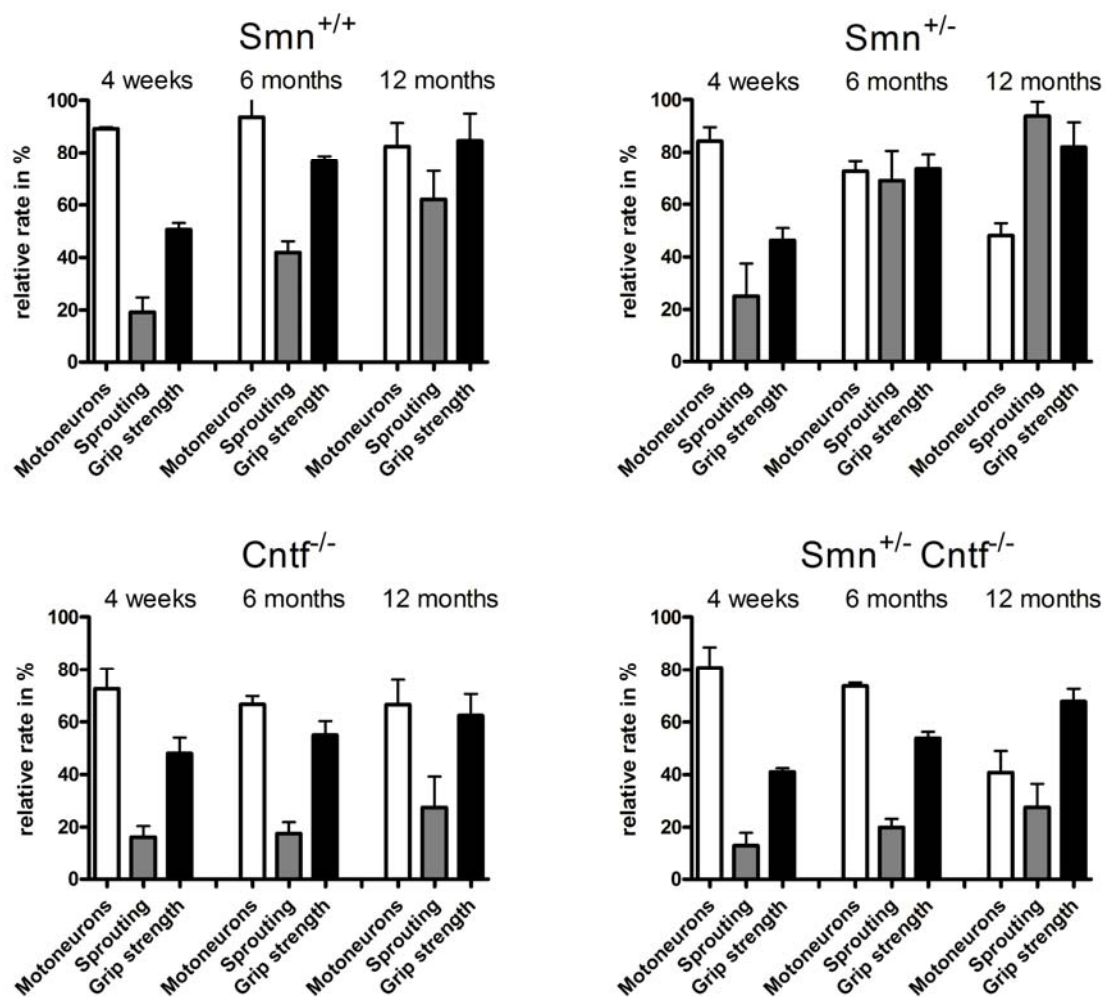 Smn+/+
4 weeks 6 months 12 months
100
80
60
40
20
0
relative rate in %
Motoneurons
Sprouting
Grip strength
Motoneurons
Sprouting
Grip strength
Motoneurons
Sprouting
Grip strength
Smn+/-
4 weeks 6 months 12 months
100
80
60
40
20
0
relative rate in %
Motoneurons
Sprouting
Grip strength
Motoneurons
Sprouting
Grip strength
Motoneurons
Sprouting
Grip strength
Cntf-/-
4 weeks 6 months 12 months
100
80
60
40
20
0
relative rate in %
Motoneurons
Sprouting
Grip strength
Motoneurons
Sprouting
Grip strength
Motoneurons
Sprouting
Grip strength
Smn+/- Cntf-/-
4 weeks 6 months 12 months
100
80
60
40
20
0
relative rate in %
Motoneurons
Sprouting
Grip strength
Motoneurons
Sprouting
Grip strength
Motoneurons
Sprouting
Grip strength